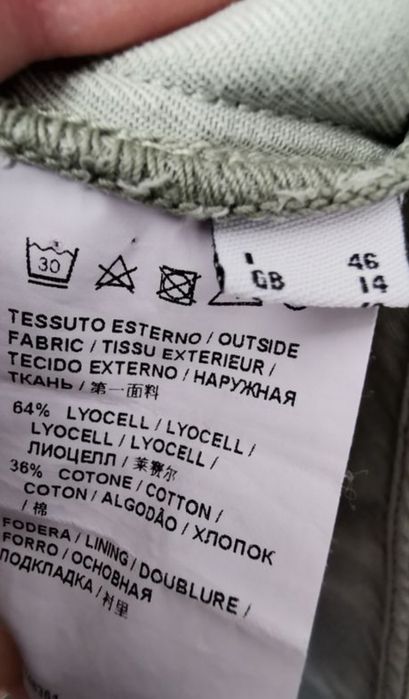 I 46
GB 14
30
TESSUTO ESTERNO / OUTSIDE
FABRIC / TISSU EXTERIEUR /
TECIDO EXTERNO / НАРУЖНАЯ
ТКАНЬ / 第一面料
64% LYOCELL / LYOCELL /
LYOCELL / LYOCELL /
ЛИОЦЕЛЛ / 莱赛尔
36% COTONE / COTTON /
COTON / ALGODÃO / ХЛОПОК
/ 棉
FODERA / LINING / DOUBLURE /
FORRO / ОСНОВНАЯ
ПОДКЛАДКА / 衬里